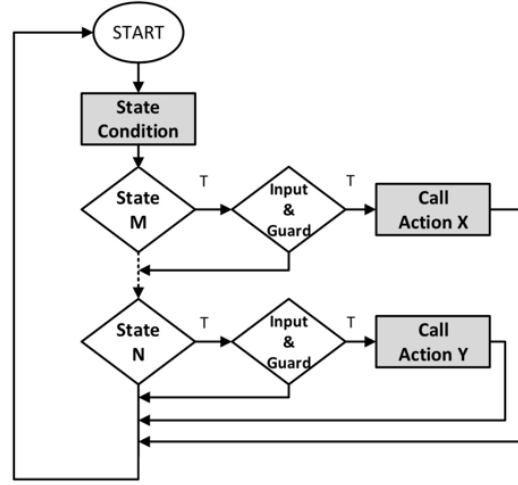 START
State
Condition
State
M
T
Input
&
Guard
T
Call
Action X
State
N
T
Input
&
Guard
T
Call
Action Y